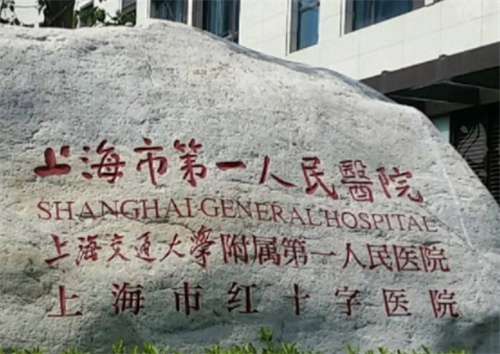 上海市第一人民醫院
SHANGHAI GENERAL HOSPITAL
上海交通大學附属第一人民医院
上海市红十字医院